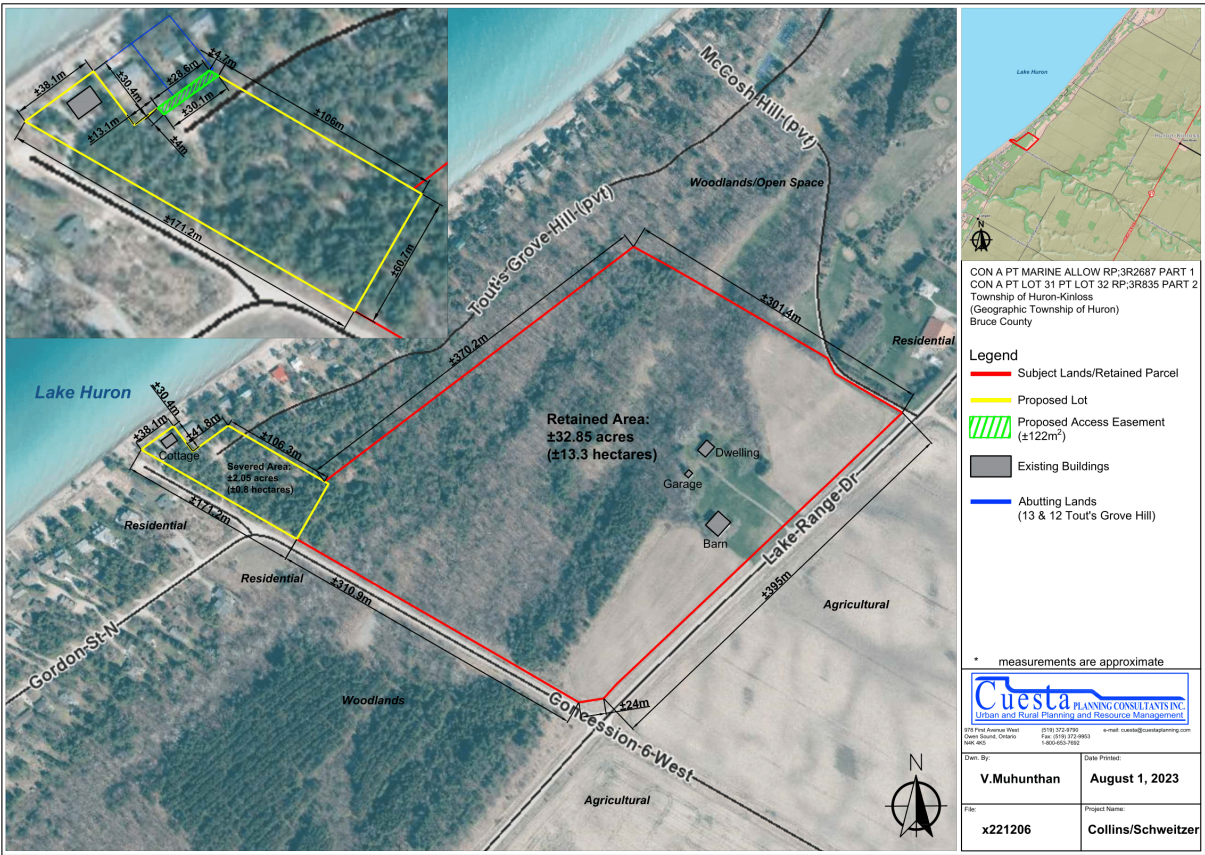 ±38.1m
±30.4m
±28.6m
±4.7m
±13.1m
±30.1m
±4m
±106m
±171.2m
±60.7m
McCosh-Hill-(pvt)
Woodlands/Open Space
Tout's-Grove-Hill-(pvt)
±301.4m
±370.2m
Residential
Lake Huron
±30.4m
±38.1m
±41.8m
±106.3m
Cottage
Severed Area:
±2.05 acres
(±0.8 hectares)
±171.2m
Residential
Retained Area:
±32.85 acres
(±13.3 hectares)
Dwelling
Garage
Barn
Lake-Range-Dr
±395m
Agricultural
Residential
±310.9m
Gordon-St-N
Woodlands
±24m
Concession-6-West
Agricultural
N
Lake Huron
N
CON A PT MARINE ALLOW RP;3R2687 PART 1
CON A PT LOT 31 PT LOT 32 RP;3R835 PART 2
Township of Huron-Kinloss
(Geographic Township of Huron)
Bruce County
Legend
Subject Lands/Retained Parcel
Proposed Lot
Proposed Access Easement
(±122m²)
Existing Buildings
Abutting Lands
(13 & 12 Tout's Grove Hill)
* measurements are approximate
Cuesta PLANNING CONSULTANTS INC.
Urban and Rural Planning and Resource Management
978 First Avenue West (519) 372-9790 e-mail: cuesta@cuestaplanning.com
Owen Sound, Ontario Fax: (519) 372-9953
N4K 4K5 1-800-653-7692
Dwn. By: Date Printed:
V.Muhunthan August 1, 2023
File: Project Name:
x221206 Collins/Schweitzer